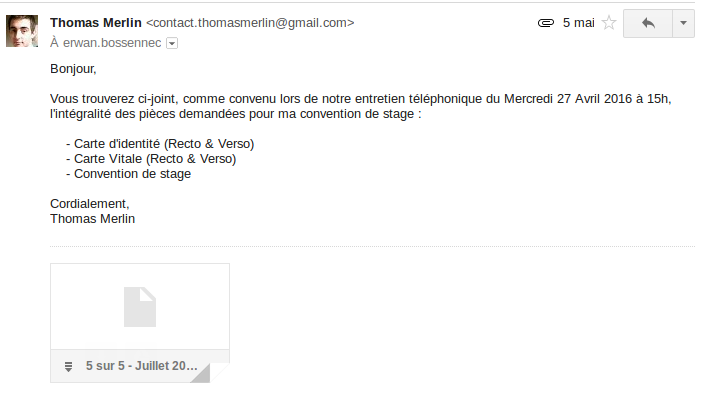 Thomas Merlin <contact.thomasmerlin@gmail.com> 5 mai
À erwan.bossennec
Bonjour,
Vous trouverez ci-joint, comme convenu lors de notre entretien téléphonique du Mercredi 27 Avril 2016 à 15h,
l'intégralité des pièces demandées pour ma convention de stage :
- Carte d'identité (Recto & Verso)
- Carte Vitale (Recto & Verso)
- Convention de stage
Cordialement,
Thomas Merlin
5 sur 5 - Juillet 20...